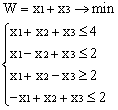 W = x₁ + x₃ → min
x₁ + x₂ + x₃ ≤ 4
x₁ - x₂ + x₃ ≤ 2
x₁ + x₂ - x₃ ≥ 2
-x₁ + x₂ + x₃ ≤ 2